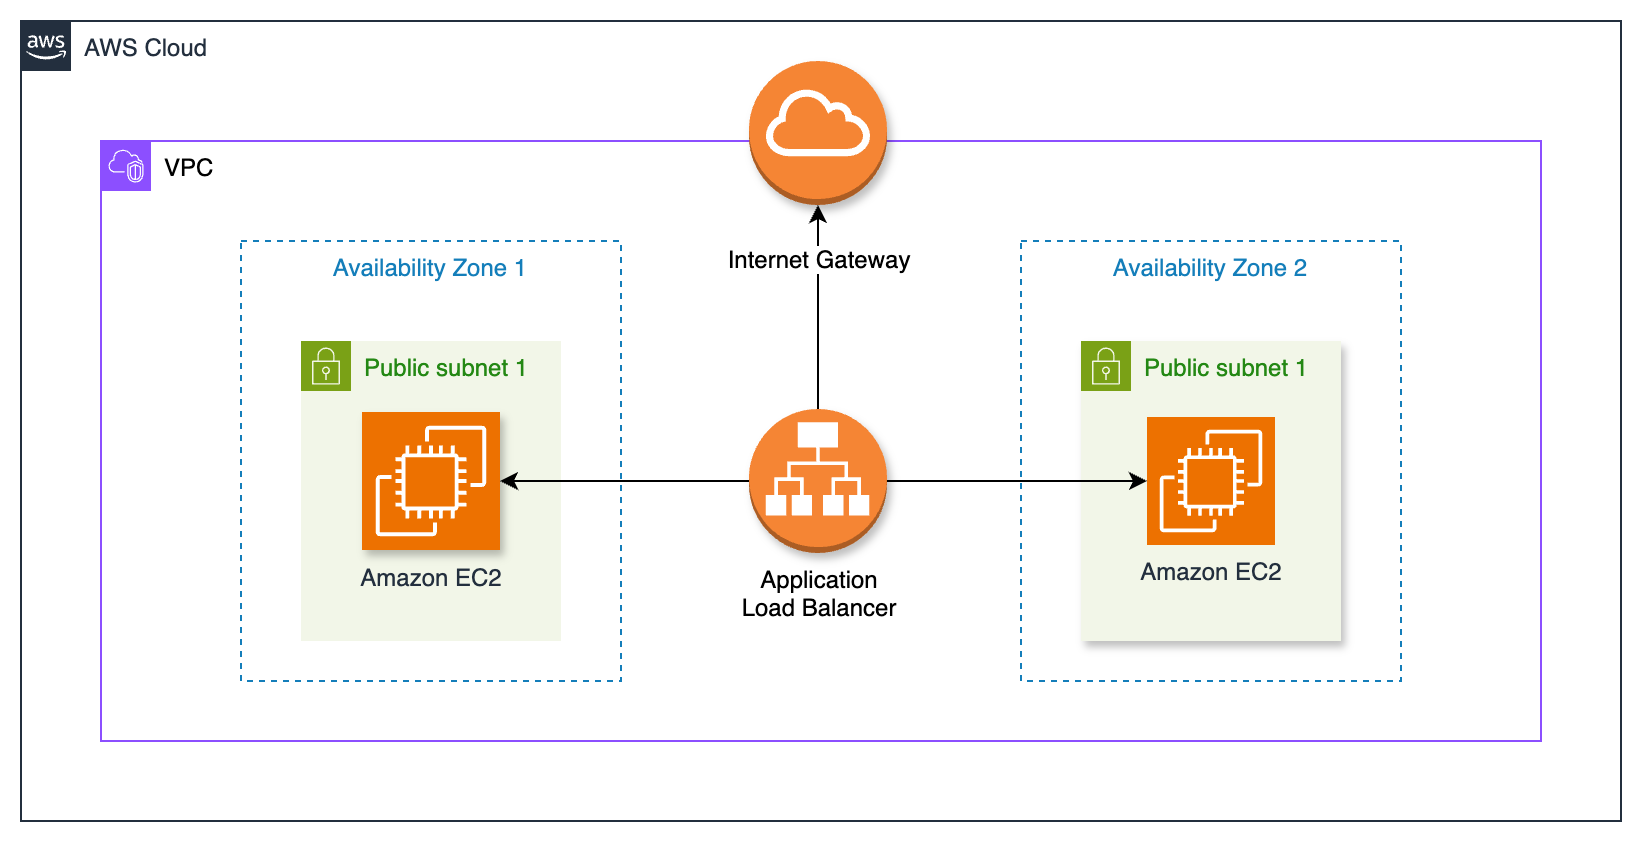 aws
AWS Cloud
VPC
Internet Gateway
Availability Zone 1
Availability Zone 2
Public subnet 1
Public subnet 1
Amazon EC2
Amazon EC2
Application
Load Balancer